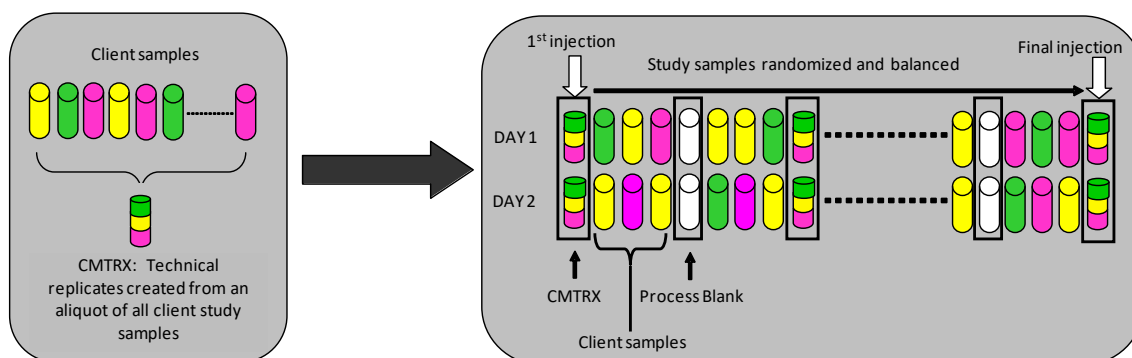 Client samples
CMTRX: Technical
replicates created from an
aliquot of all client study
samples
1st injection
Final injection
Study samples randomized and balanced
DAY 1
DAY 2
CMTRX
Process Blank
Client samples